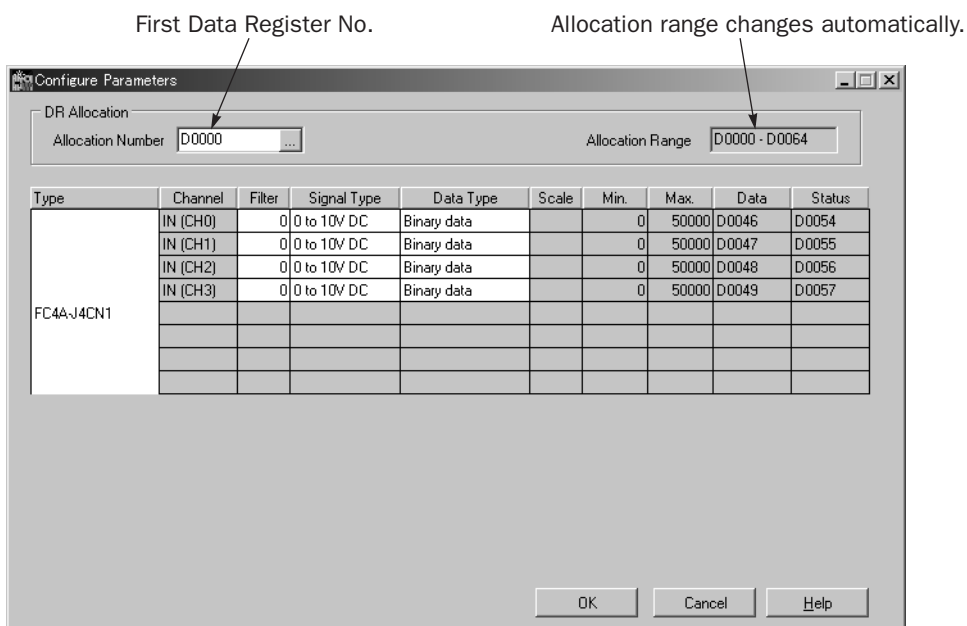 First Data Register No. Allocation range changes automatically.
Configure Parameters
DR Allocation
Allocation Number D0000 ... Allocation Range D0000 - D0064
Type Channel Filter Signal Type Data Type Scale Min. Max. Data Status
IN (CH0) 0 0 to 10V DC Binary data 0 50000 D0046 D0054
IN (CH1) 0 0 to 10V DC Binary data 0 50000 D0047 D0055
IN (CH2) 0 0 to 10V DC Binary data 0 50000 D0048 D0056
IN (CH3) 0 0 to 10V DC Binary data 0 50000 D0049 D0057
FC4A-J4CN1
OK Cancel Help